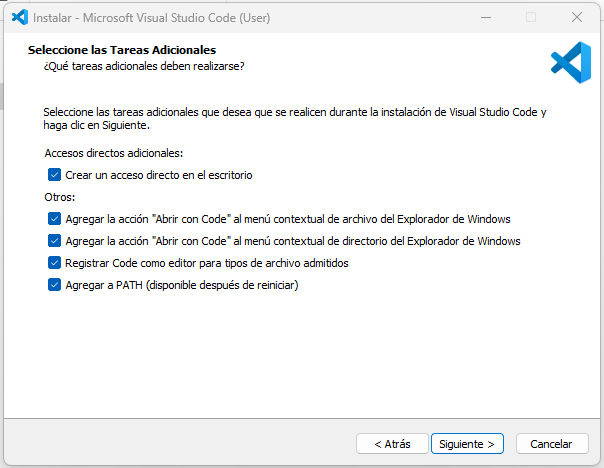 Instalar - Microsoft Visual Studio Code (User)
Seleccione las Tareas Adicionales
¿Qué tareas adicionales deben realizarse?
Seleccione las tareas adicionales que desea que se realicen durante la instalación de Visual Studio Code y
haga clic en Siguiente.
Accesos directos adicionales:
Crear un acceso directo en el escritorio
Otros:
Agregar la acción "Abrir con Code" al menú contextual de archivo del Explorador de Windows
Agregar la acción "Abrir con Code" al menú contextual de directorio del Explorador de Windows
Registrar Code como editor para tipos de archivo admitidos
Agregar a PATH (disponible después de reiniciar)
< Atrás
Siguiente >
Cancelar